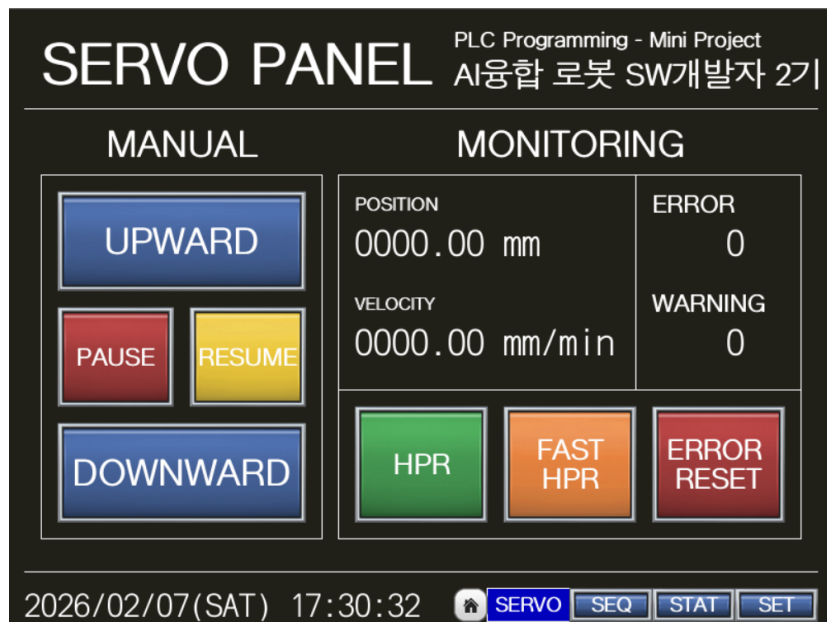 SERVO PANEL
PLC Programming - Mini Project
AI융합 로봇 SW개발자 2기
MANUAL
UPWARD
PAUSE
RESUME
DOWNWARD
MONITORING
POSITION
0000.00 mm
VELOCITY
0000.00 mm/min
ERROR
0
WARNING
0
HPR
FAST
HPR
ERROR
RESET
2026/02/07(SAT) 17:30:32
SERVO
SEQ
STAT
SET